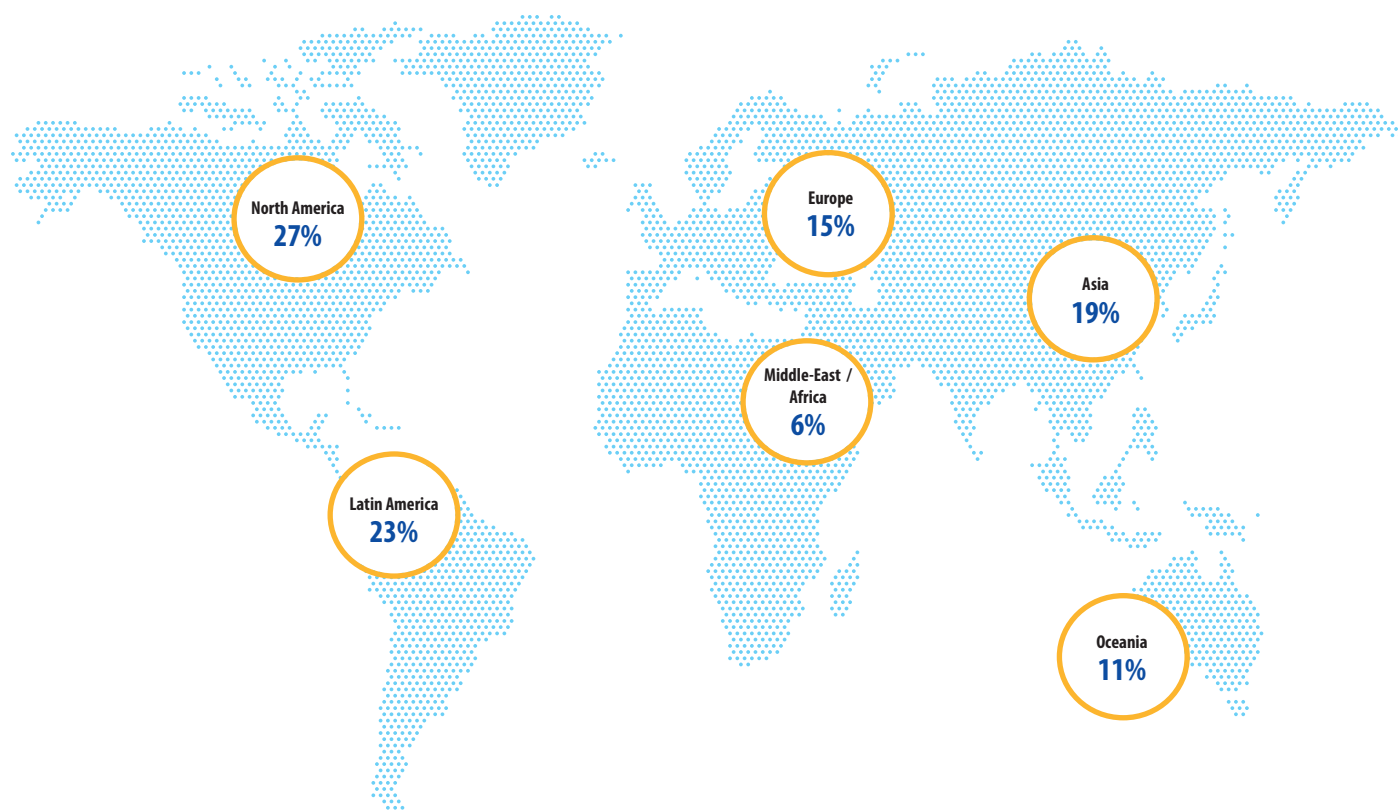 North America
27%
Europe
15%
Asia
19%
Middle-East /
Africa
6%
Latin America
23%
Oceania
11%